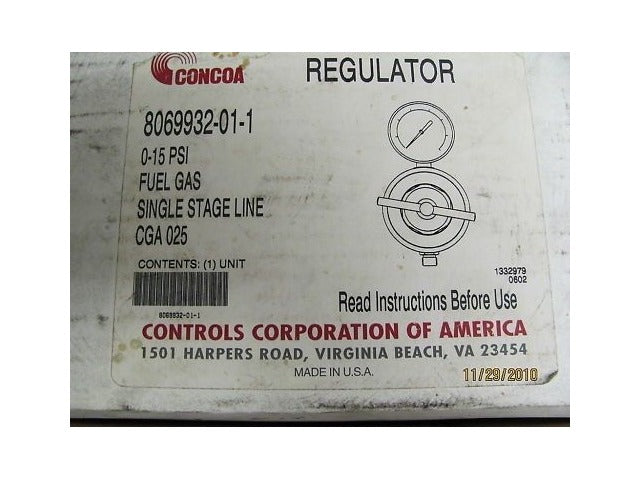 CONCOA
REGULATOR
8069932-01-1
0-15 PSI
FUEL GAS
SINGLE STAGE LINE
CGA 025
CONTENTS: (1) UNIT
8069932-01-1
1332979
0602
Read Instructions Before Use
CONTROLS CORPORATION OF AMERICA
1501 HARPERS ROAD, VIRGINIA BEACH, VA 23454
MADE IN U.S.A.
11/29/2010